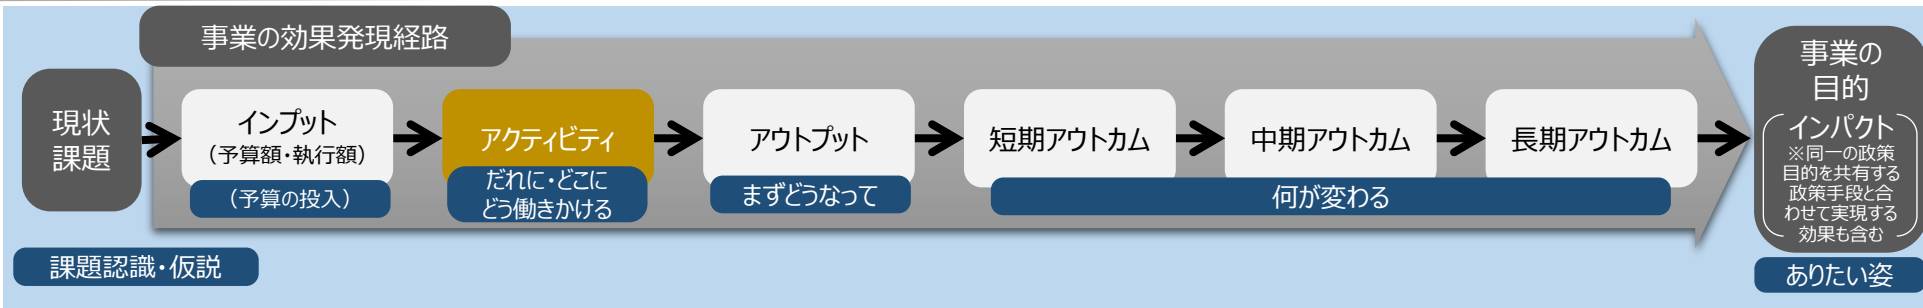 事業の効果発現経路
現状
課題
インプット
（予算額・執行額）
（予算の投入）
アクティビティ
だれに・どこに
どう働きかける
アウトプット
まずどうなって
短期アウトカム
中期アウトカム
長期アウトカム
何が変わる
事業の
目的
インパクト
※同一の政策
目的を共有する
政策手段と合
わせて実現する
効果も含む
課題認識・仮説
ありたい姿